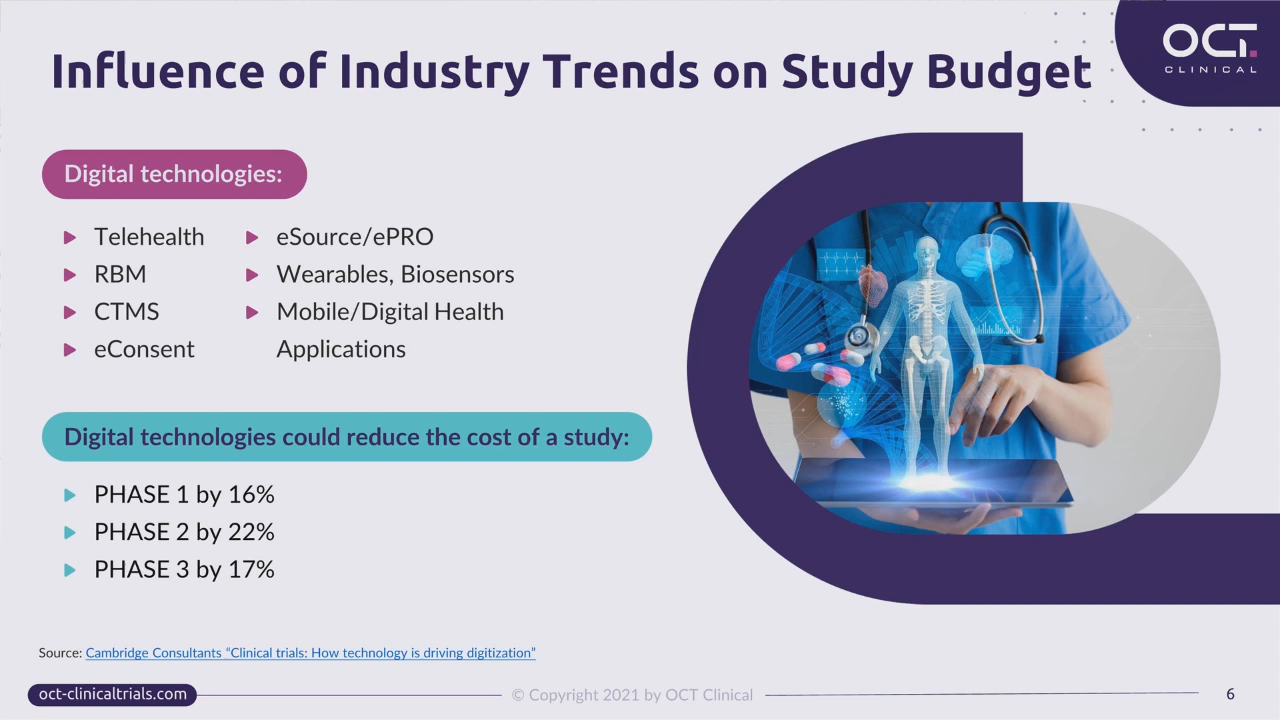 Influence of Industry Trends on Study Budget
OCT
CLINICAL
Digital technologies:
Telehealth
RBM
CTMS
eConsent
eSource/ePRO
Wearables, Biosensors
Mobile/Digital Health
Applications
Digital technologies could reduce the cost of a study:
PHASE 1 by 16%
PHASE 2 by 22%
PHASE 3 by 17%
Source: Cambridge Consultants “Clinical trials: How technology is driving digitization”
oct-clinicaltrials.com
© Copyright 2021 by OCT Clinical
6